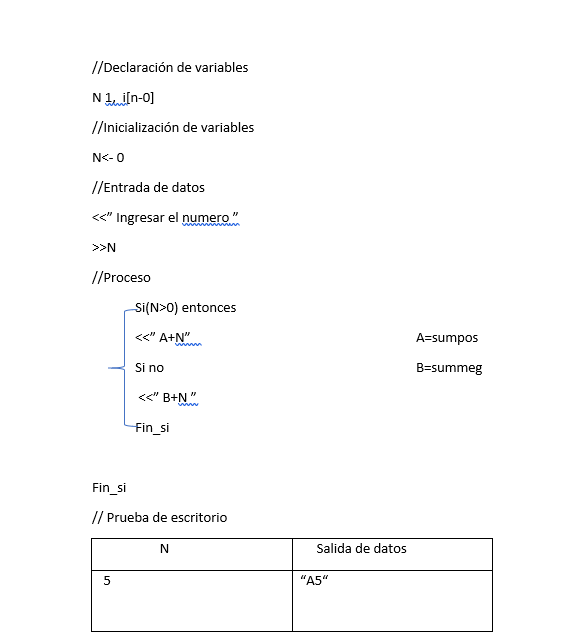 //Declaración de variables
N 1,  i[n-0]
//Inicialización de variables
N<- 0
//Entrada de datos
<<” Ingresar el numero ”
>>N
//Proceso
Si(N>0) entonces
<<” A+N” A=sumpos
Si no B=summeg
<<” B+N ”
Fin_si
Fin_si
// Prueba de escritorio
N Salida de datos
5 “A5“